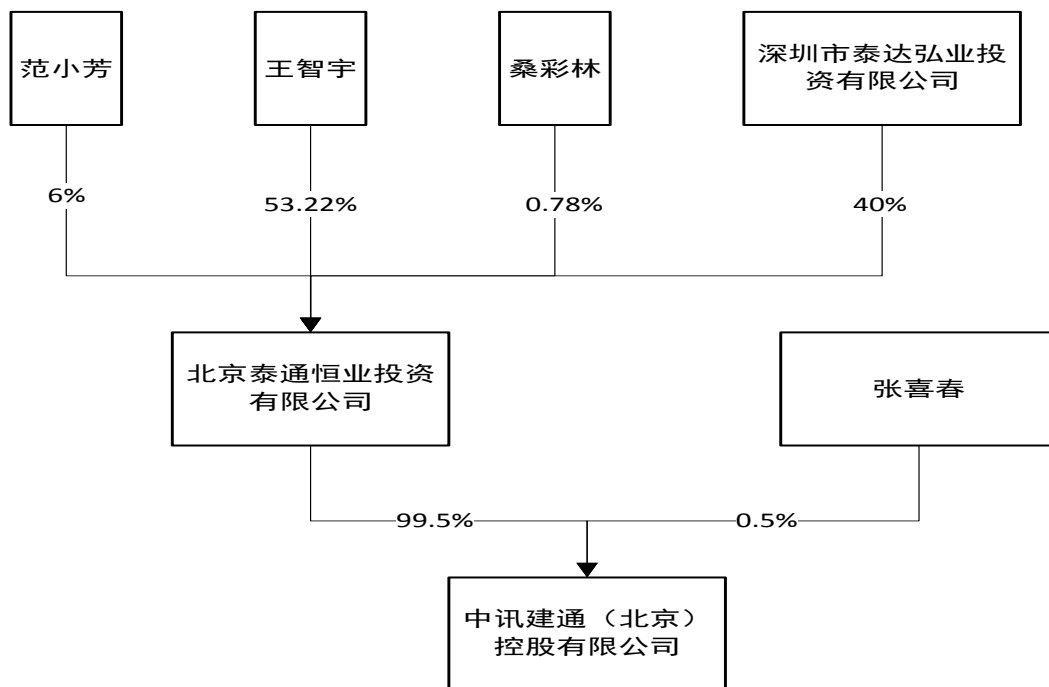 范小芳
王智宇
桑彩林
深圳市泰达弘业投
资有限公司
6%
53.22%
0.78%
40%
北京泰通恒业投资
有限公司
张喜春
99.5%
0.5%
中讯建通（北京）
控股有限公司